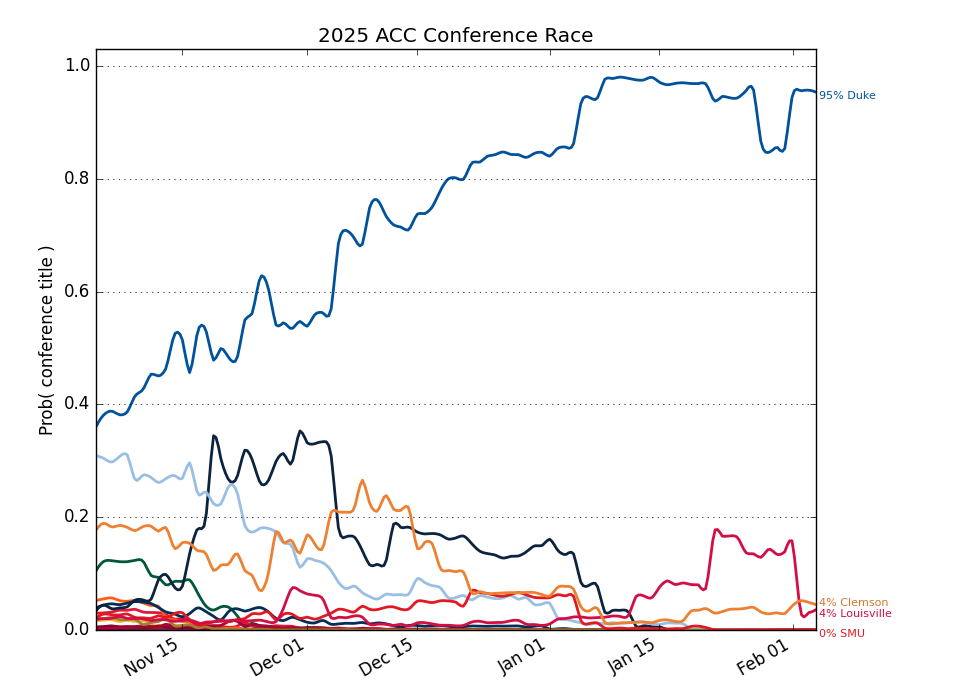 2025 ACC Conference Race
Prob( conference title )
1.0
0.8
0.6
0.4
0.2
0.0
95% Duke
4% Clemson
4% Louisville
0% SMU
Nov 15
Dec 01
Dec 15
Jan 01
Jan 15
Feb 01